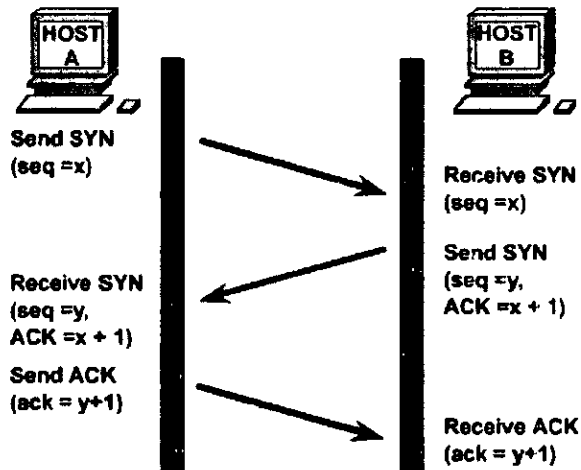 HOST
A
HOST
B
Send SYN
(seq =x)
Receive SYN
(seq =x)
Send SYN
(seq =y,
ACK =x + 1)
Receive SYN
(seq =y,
ACK =x + 1)
Send ACK
(ack = y+1)
Receive ACK
(ack = y+1)